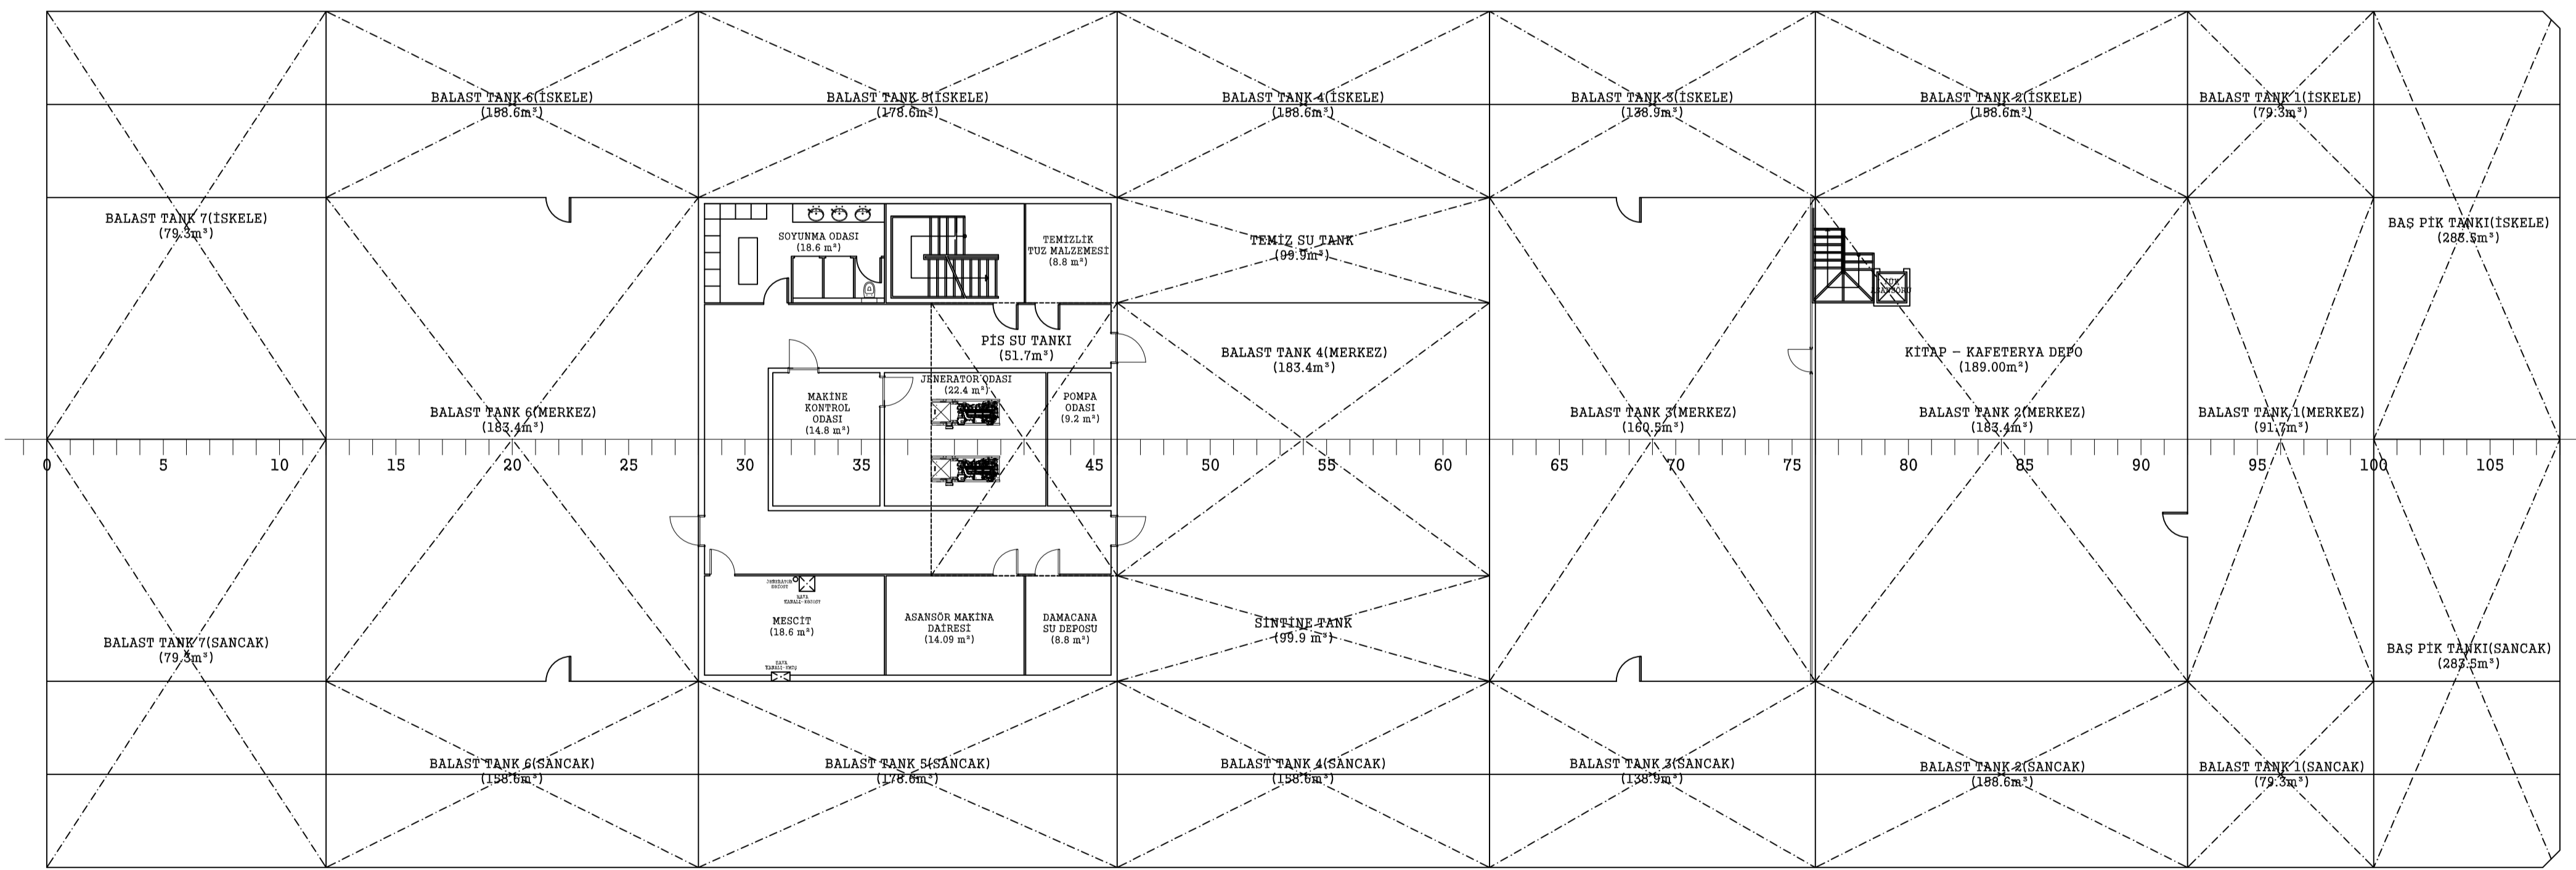 BALAST TANK 6(İSKELE)
(158.6m³)
BALAST TANK 5(İSKELE)
(178.6m³)
BALAST TANK 4(İSKELE)
(158.6m³)
BALAST TANK 3(İSKELE)
(138.9m³)
BALAST TANK 2(İSKELE)
(158.6m³)
BALAST TANK 1(İSKELE)
(79.3m³)
BALAST TANK 7(İSKELE)
(79.3m³)
SOYUNMA ODASI
(18.6 m²)
TEMİZLİK
TUZ MALZEMESİ
(8.8 m²)
TEMİZ SU TANK
(99.9m³)
BAŞ PİK TANKI(İSKELE)
(283.5m³)
PİS SU TANKI
(51.7m³)
BALAST TANK 4(MERKEZ)
(183.4m³)
KİTAP – KAFETERYA DEPO
(189.00m²)
JENERATOR ODASI
(22.4 m²)
MAKİNE
KONTROL
ODASI
(14.8 m²)
POMPA
ODASI
(9.2 m²)
BALAST TANK 6(MERKEZ)
(183.4m³)
BALAST TANK 3(MERKEZ)
(160.5m³)
BALAST TANK 2(MERKEZ)
(183.4m³)
BALAST TANK 1(MERKEZ)
(91.7m³)
0 5 10 15 20 25 30 35 45 50 55 60 65 70 75 80 85 90 95 100 105
MESCİT
(18.6 m²)
ASANSÖR MAKİNA
DAİRESİ
(14.09 m²)
DAMACANA
SU DEPOSU
(8.8 m²)
SİNTİNE TANK
(99.9 m³)
BALAST TANK 7(SANCAK)
(79.3m³)
BAŞ PİK TANKI(SANCAK)
(283.5m³)
BALAST TANK 6(SANCAK)
(158.6m³)
BALAST TANK 5(SANCAK)
(178.6m³)
BALAST TANK 4(SANCAK)
(158.6m³)
BALAST TANK 3(SANCAK)
(138.9m³)
BALAST TANK 2(SANCAK)
(158.6m³)
BALAST TANK 1(SANCAK)
(79.3m³)